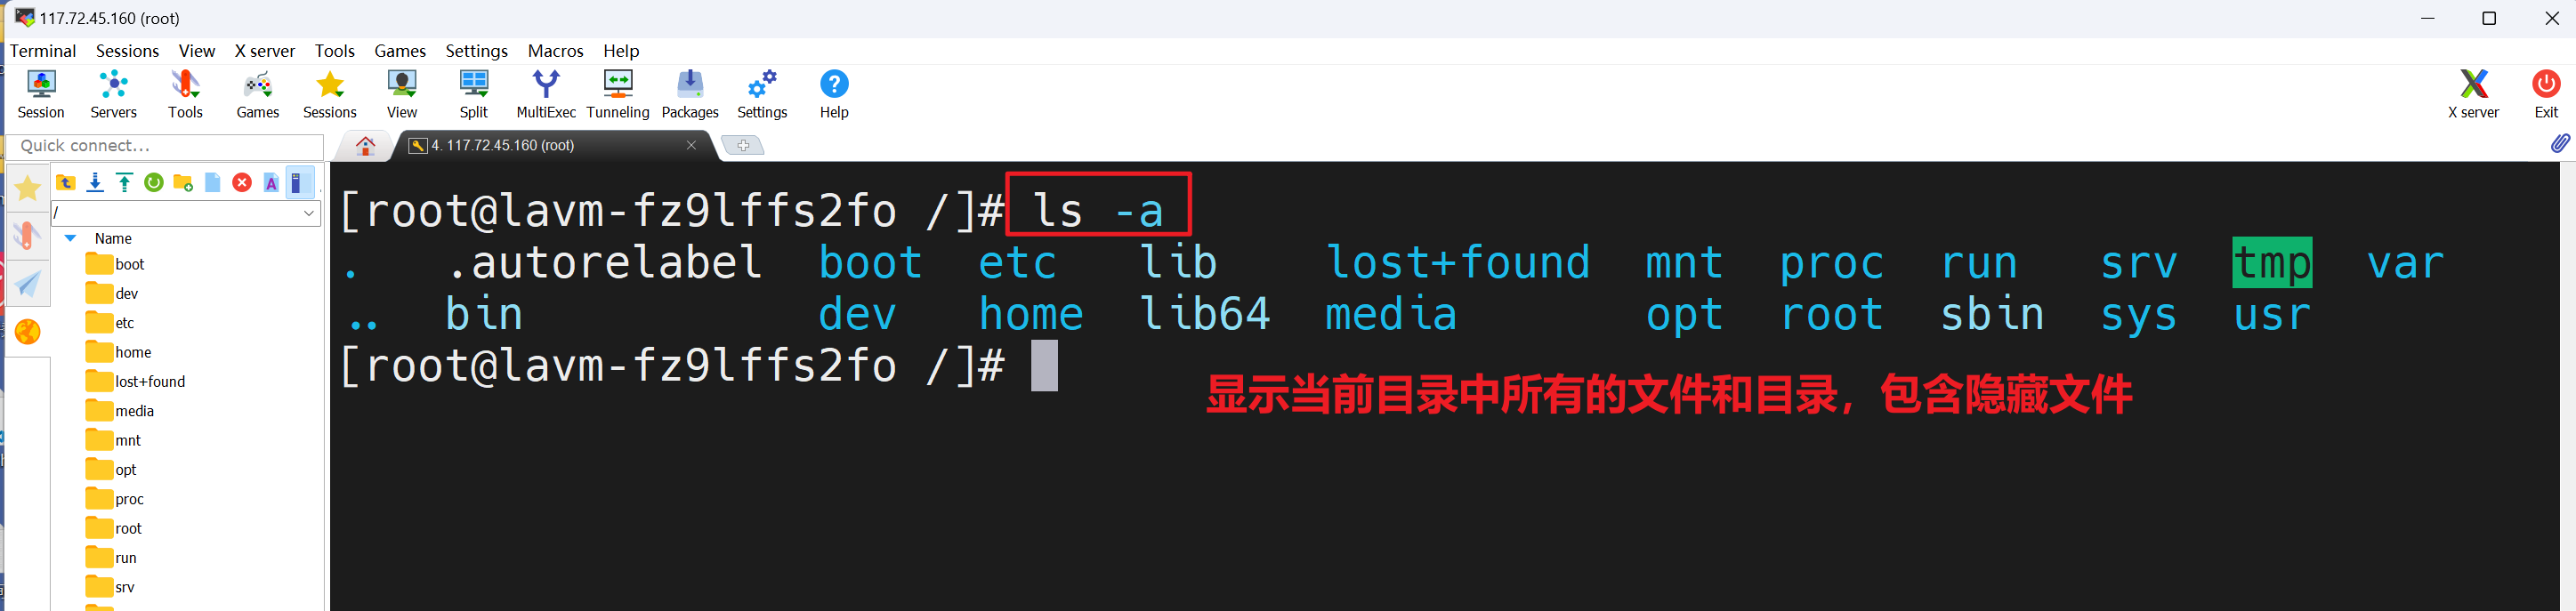 117.72.45.160 (root)
Terminal Sessions View X server Tools Games Settings Macros Help
Session Servers Tools Games Sessions View Split MultiExec Tunneling Packages Settings Help X server Exit
Quick connect...
4. 117.72.45.160 (root)
/
Name
boot
dev
etc
home
lost+found
media
mnt
opt
proc
root
run
srv
[root@lavm-fz9lffs2fo /]# ls -a
. .autorelabel boot etc lib lost+found mnt proc run srv tmp var
.. bin dev home lib64 media opt root sbin sys usr
[root@lavm-fz9lffs2fo /]#
显示当前目录中所有的文件和目录，包含隐藏文件